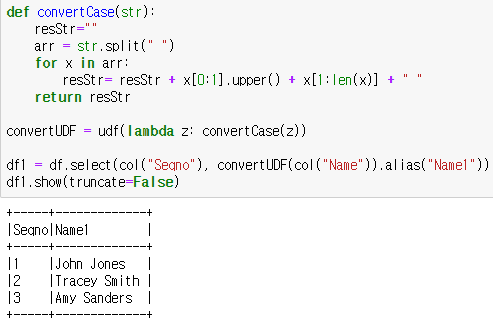 def convertCase(str):
    resStr=""
    arr = str.split(" ")
    for x in arr:
        resStr= resStr + x[0:1].upper() + x[1:len(x)] + " "
    return resStr

convertUDF = udf(lambda z: convertCase(z))

df1 = df.select(col("Seqno"), convertUDF(col("Name")).alias("Name1"))
df1.show(truncate=False)

+-----+-------------+
|Seqno|Name1        |
+-----+-------------+
|1    |John Jones   |
|2    |Tracey Smith |
|3    |Amy Sanders  |
+-----+-------------+